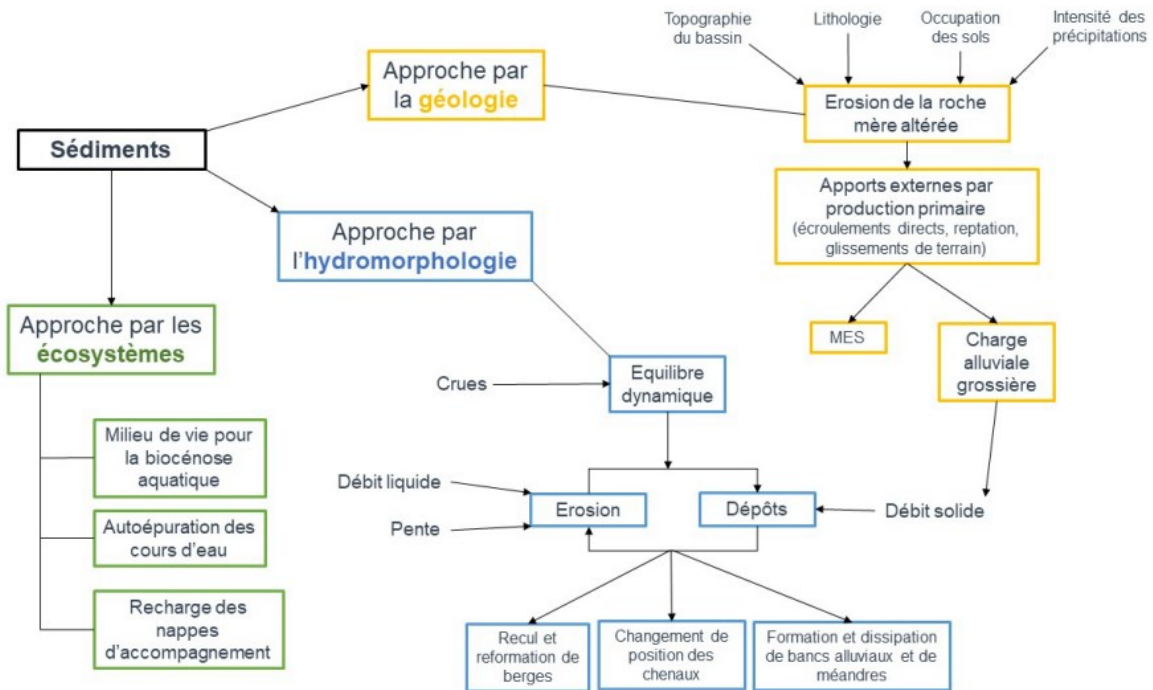 Topographie
du bassin
Lithologie
Occupation
des sols
Intensité des
précipitations
Approche par
la géologie
Erosion de la roche
mère altérée
Sédiments
Apports externes par
production primaire
(écroulements directs, reptation,
glissements de terrain)
Approche par
l'hydromorphologie
MES
Charge
alluviale
grossière
Approche par les
écosystèmes
Crues
Equilibre
dynamique
Milieu de vie pour
la biocénose
aquatique
Débit liquide
Pente
Erosion
Dépôts
Débit solide
Autoépuration des
cours d'eau
Recharge des
nappes
d'accompagnement
Recul et
reformation de
berges
Changement de
position des
chenaux
Formation et dissipation
de bancs alluviaux et de
méandres